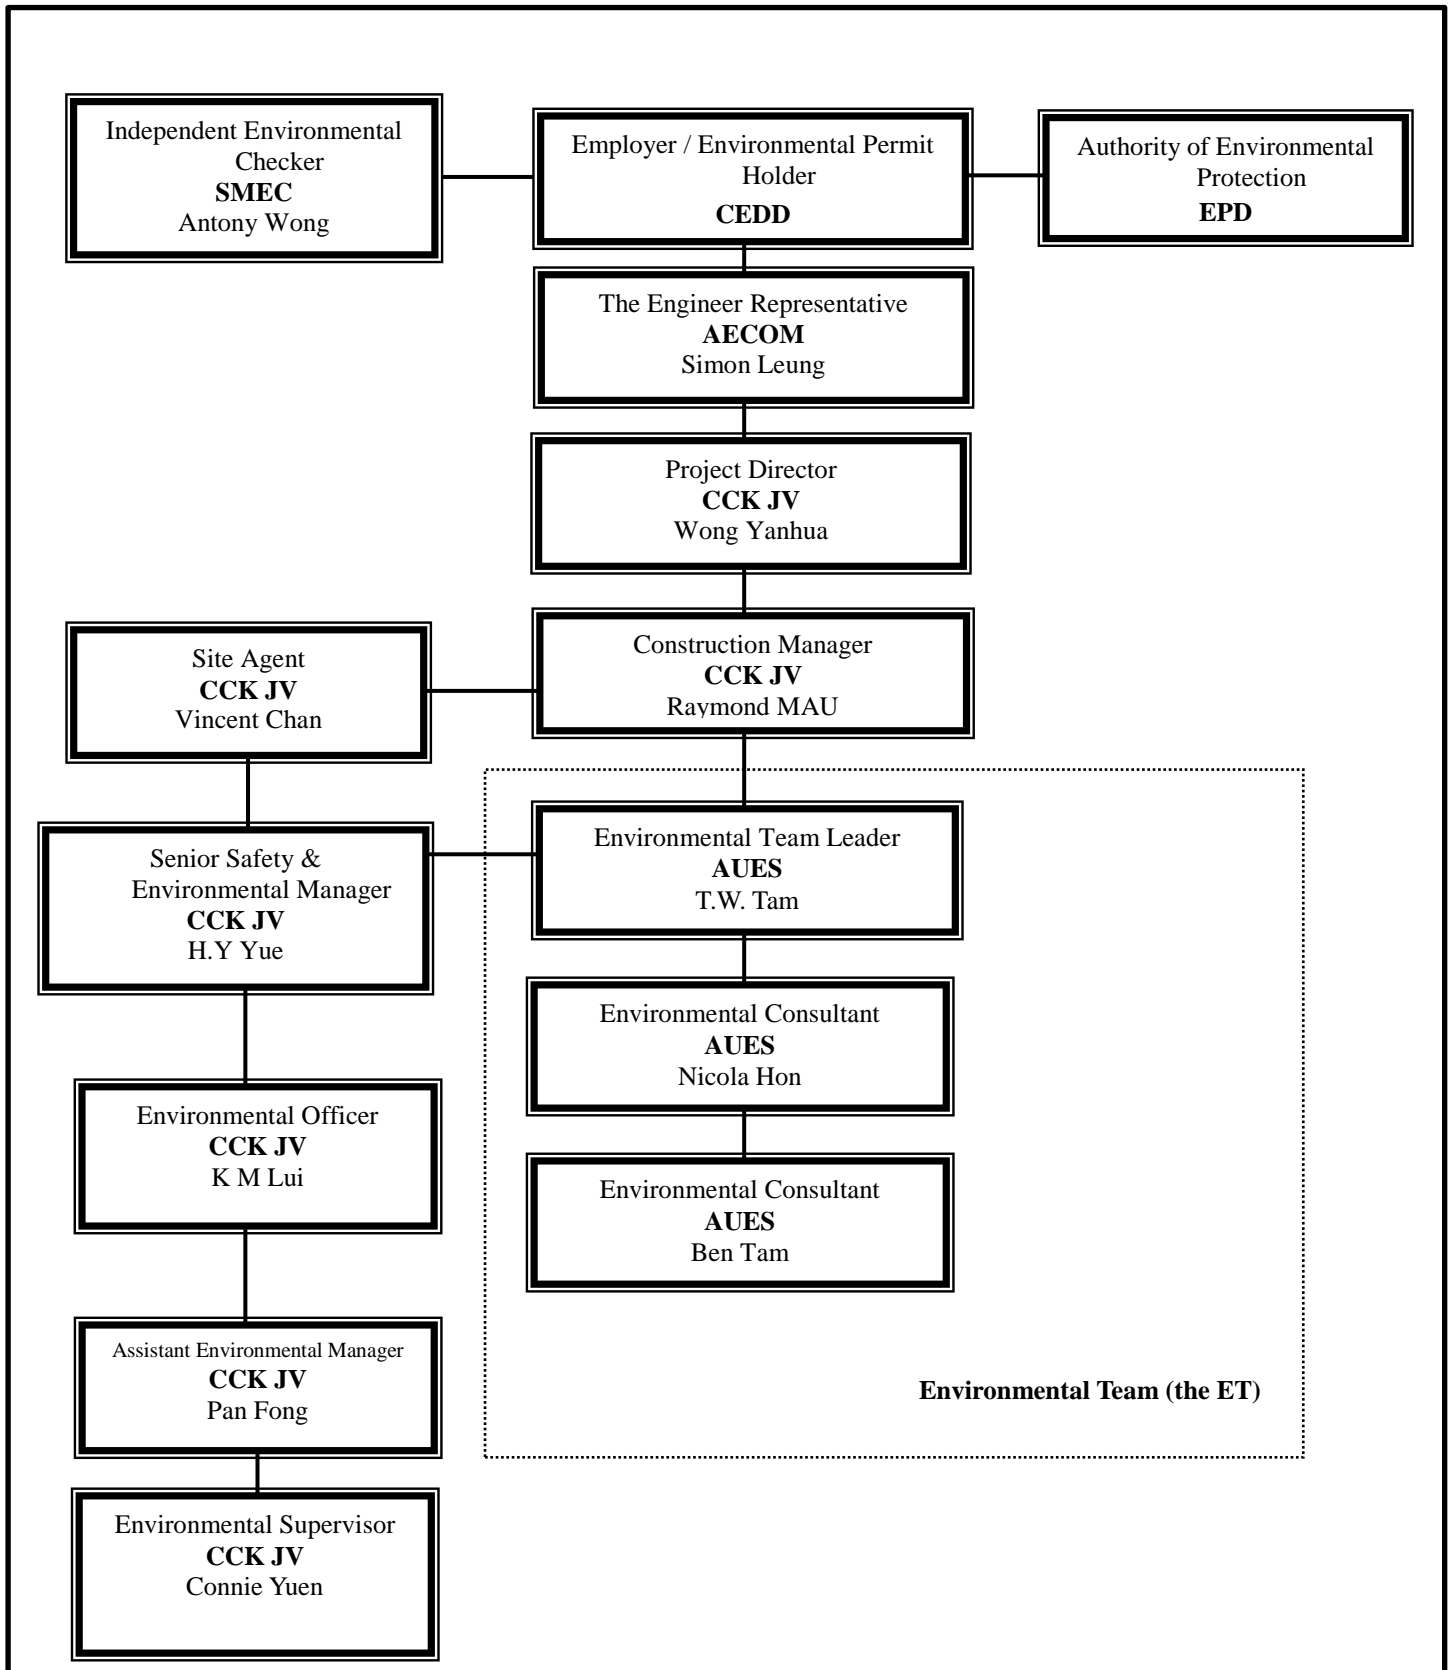 Independent Environmental
Checker
SMEC
Antony Wong
Employer / Environmental Permit
Holder
CEDD
Authority of Environmental
Protection
EPD
The Engineer Representative
AECOM
Simon Leung
Project Director
CCK JV
Wong Yanhua
Site Agent
CCK JV
Vincent Chan
Construction Manager
CCK JV
Raymond MAU
Senior Safety &
Environmental Manager
CCK JV
H.Y Yue
Environmental Team Leader
AUES
T.W. Tam
Environmental Consultant
AUES
Nicola Hon
Environmental Officer
CCK JV
K M Lui
Environmental Consultant
AUES
Ben Tam
Assistant Environmental Manager
CCK JV
Pan Fong
Environmental Team (the ET)
Environmental Supervisor
CCK JV
Connie Yuen